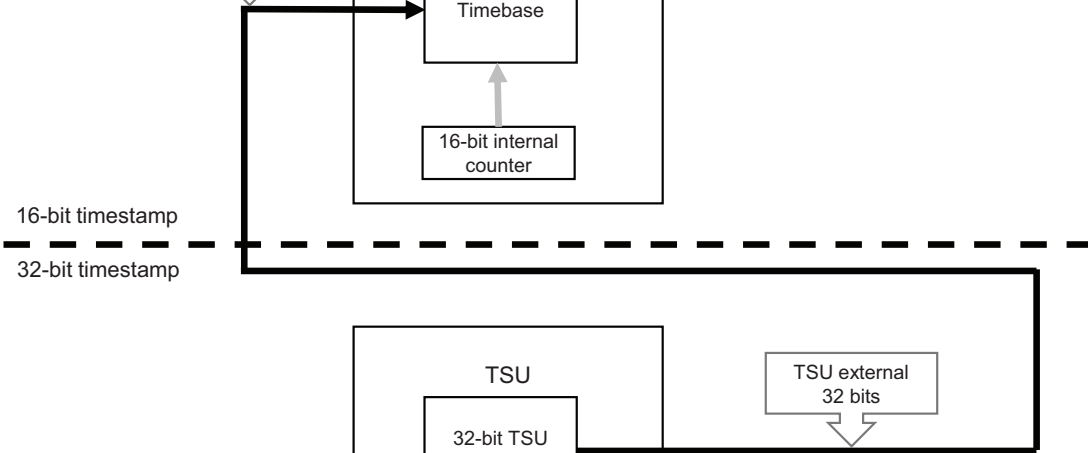 Timebase
16-bit internal
counter
16-bit timestamp
32-bit timestamp
TSU
TSU external
32 bits
32-bit TSU